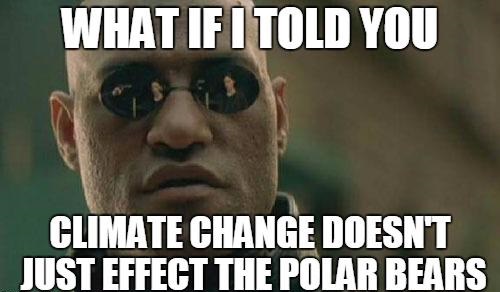 WHAT IF I TOLD YOU
CLIMATE CHANGE DOESN'T
JUST EFFECT THE POLAR BEARS